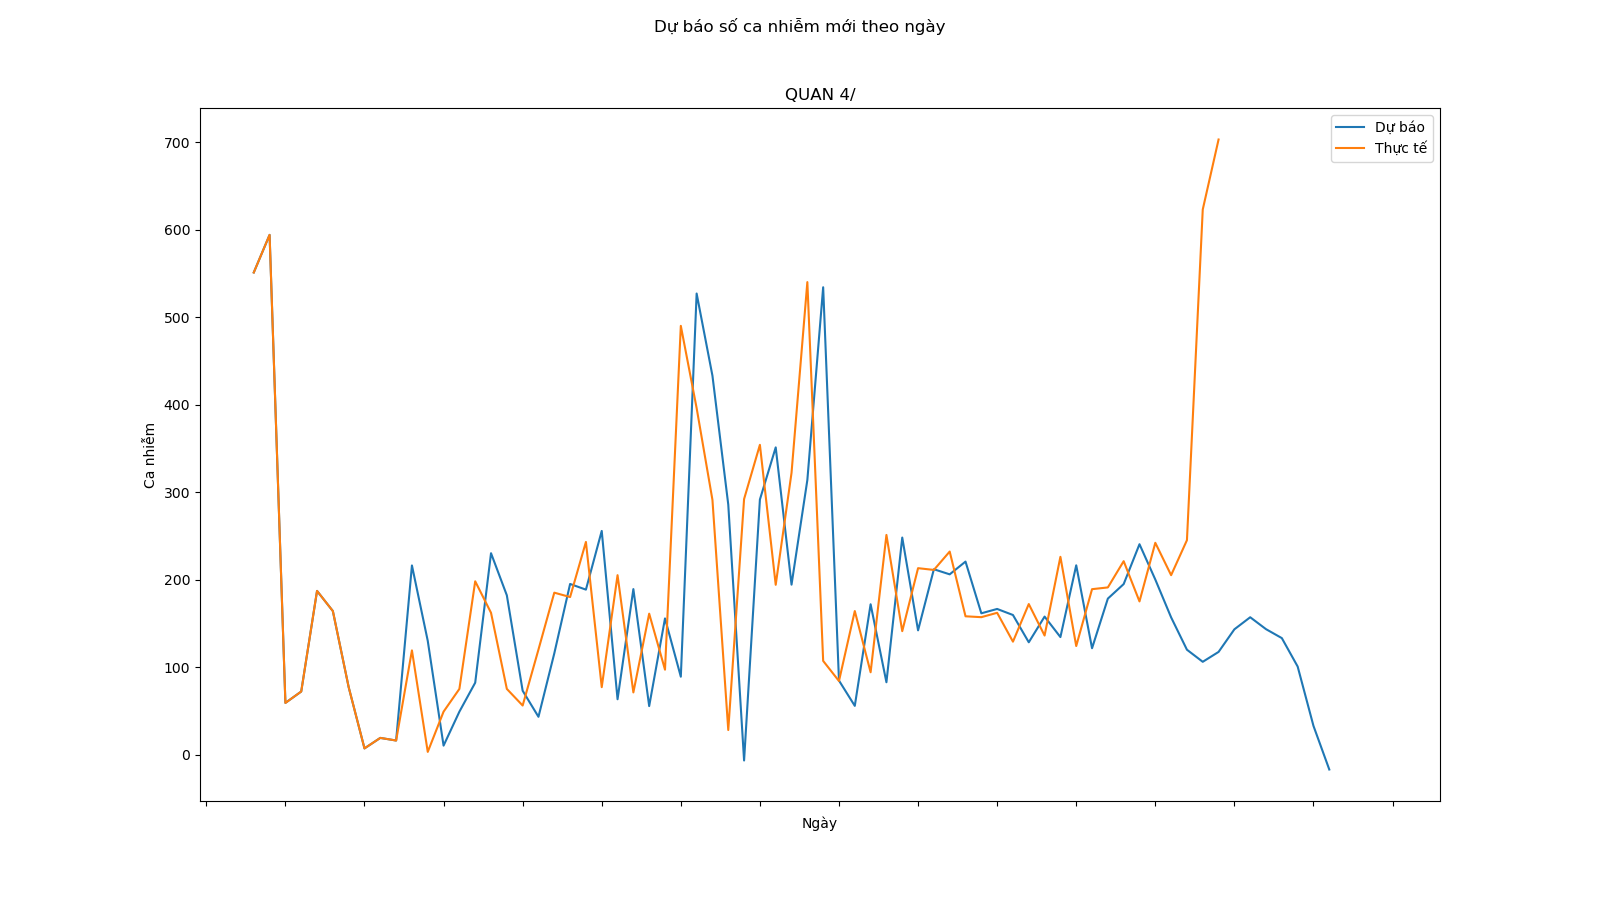 Dự báo số ca nhiễm mới theo ngày
QUAN 4/
Dự báo
Thực tế
700
600
500
400
300
200
100
0
Ca nhiễm
Ngày